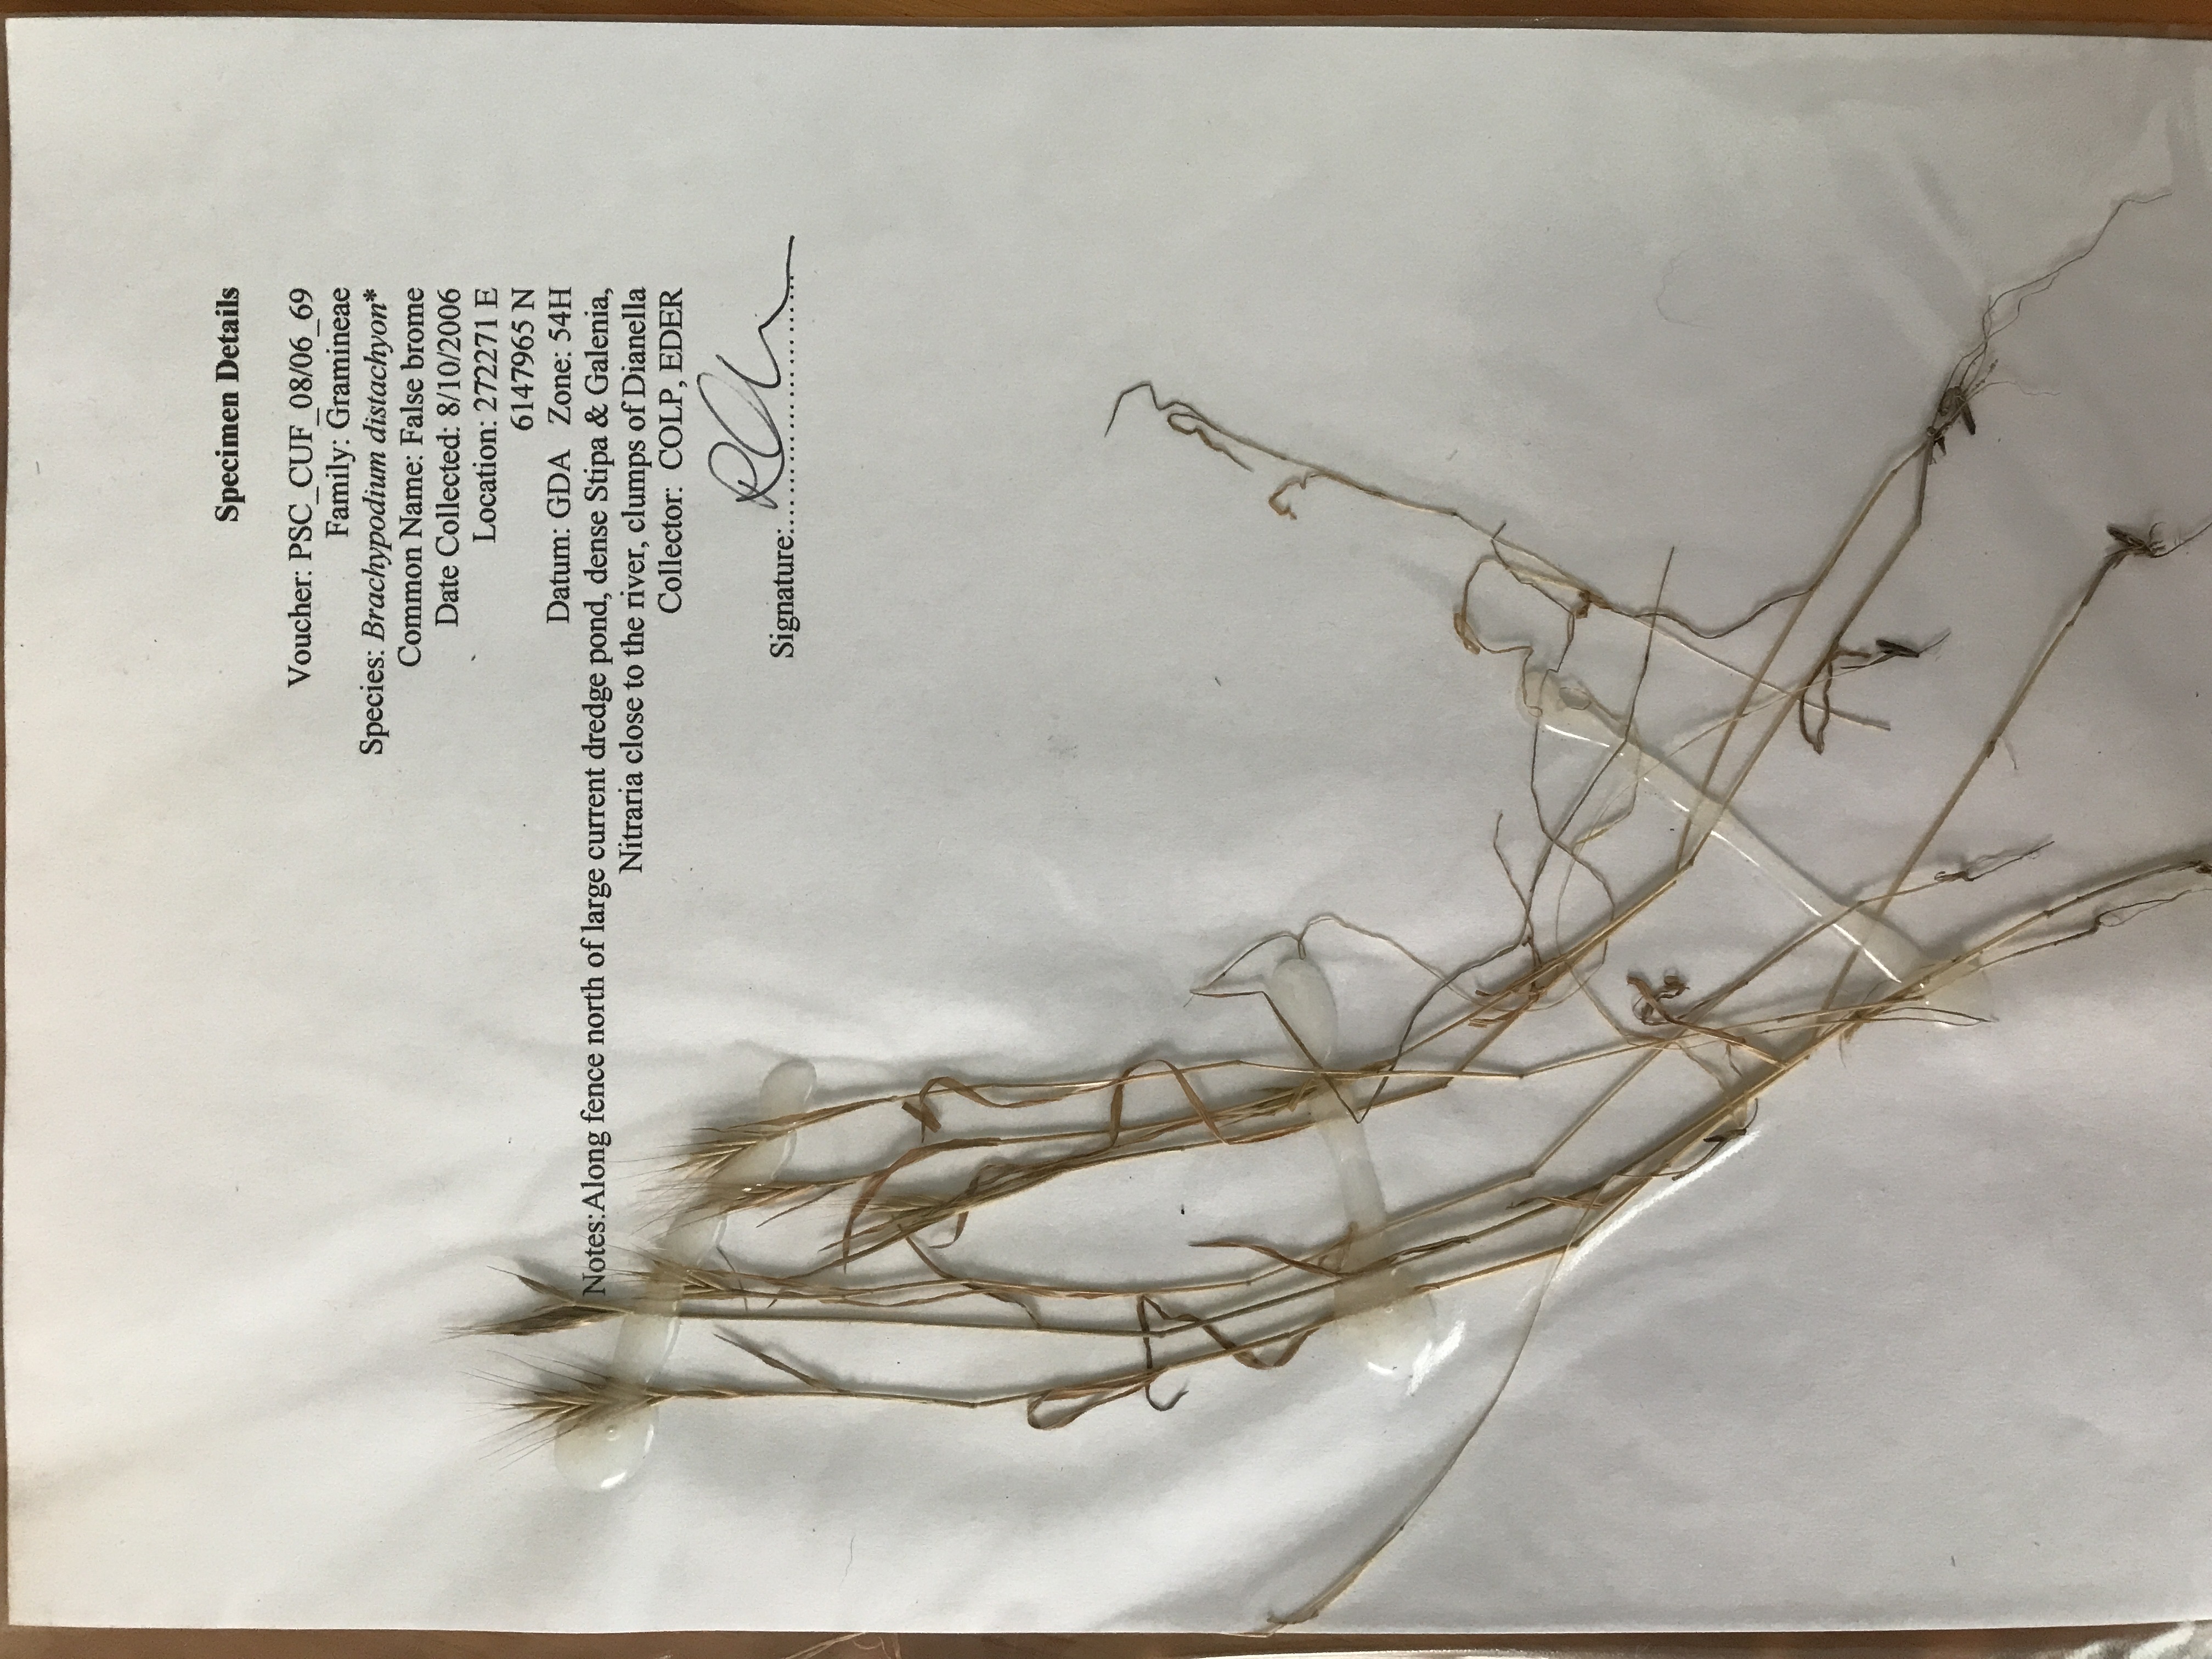 Specimen Details
Voucher: PSC_CUF_08/06_69
Family: Gramineae
Species: Brachypodium distachyon*
Common Name: False brome
Date Collected: 8/10/2006
Location: 272271 E
6147965 N
Datum: GDA Zone: 54H
Notes:Along fence north of large current dredge pond, dense Stipa & Galenia,
Nitraria close to the river, clumps of Dianella
Collector: COLP, EDER
Signature:..........................